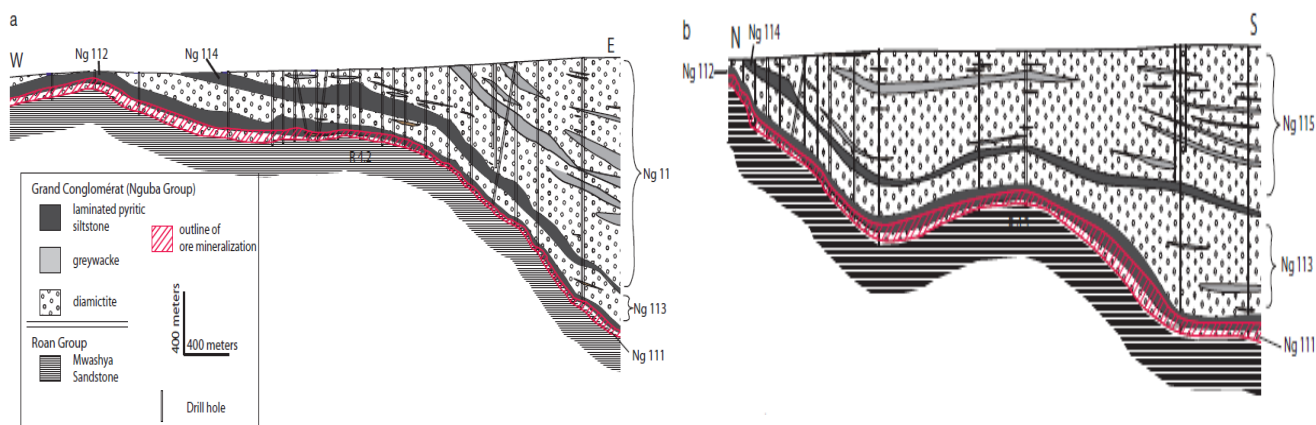 a
W
Ng 112
Ng 114
E
R 4.2
Ng 11
Ng 113
Ng 111
Grand Conglomérat (Nguba Group)
laminated pyritic
siltstone
outline of
ore mineralization
greywacke
diamictite
400 meters
400 meters
Roan Group
Mwashya
Sandstone
Drill hole
b
N
Ng 114
S
Ng 112
Ng 115
Ng 113
Ng 111